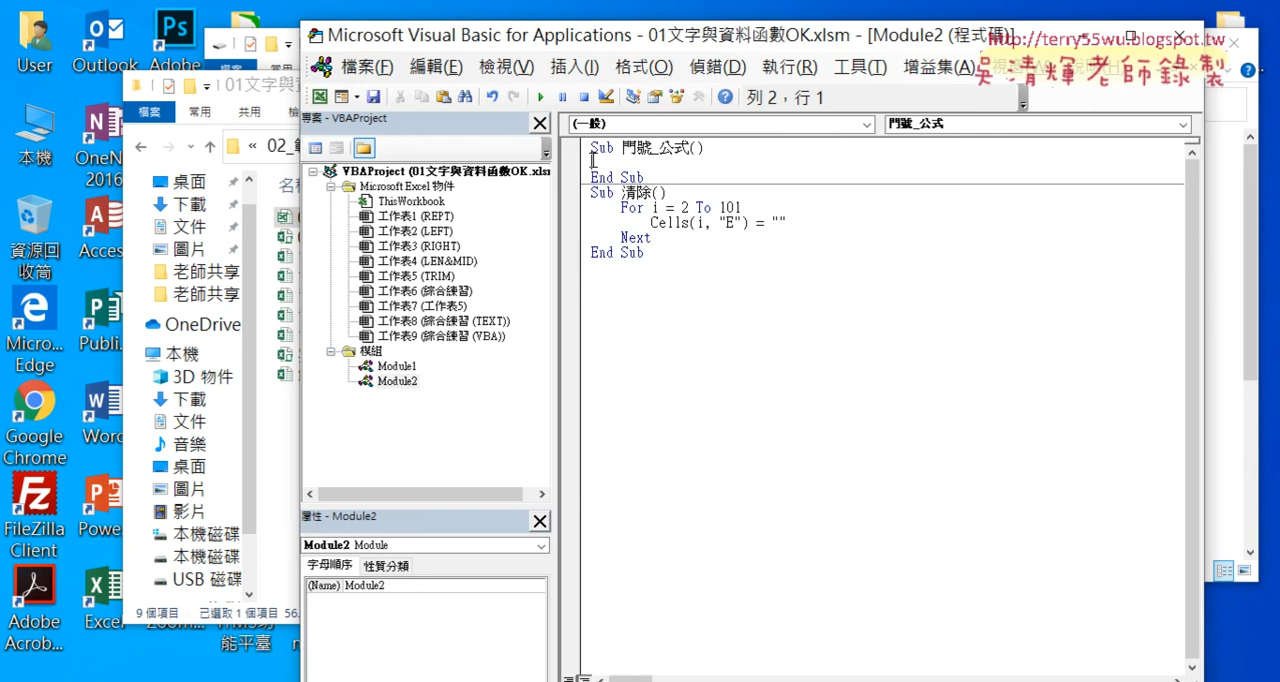 User
Outlook
Adobe
本機
OneN
2016
資源回
收筒
Acces
Micro...
Edge
Publi
Google
Chrome
Word
FileZilla
Client
Powe
Adobe
Acrob...
Excel
檔案
常用
共用
« 02_
桌面
下載
文件
圖片
老師共享
老師共享
OneDrive
本機
3D 物件
下載
文件
音樂
桌面
圖片
影片
本機磁碟
本機磁碟
USB 磁碟
9 個項目
已選取 1 個項目 56.
能平臺
Microsoft Visual Basic for Applications - 01文字與資料函數OK.xlsm - [Module2 (程式碼)]
http://terry55wu.blogspot.tw
吳清輝老師錄製
檔案(F) 編輯(E) 檢視(V) 插入(I) 格式(O) 偵錯(D) 執行(R) 工具(T) 增益集(A)
列 2，行 1
專案 - VBAProject
VBAProject (01文字與資料函數OK.xlsm
Microsoft Excel 物件
ThisWorkbook
工作表1 (REPT)
工作表2 (LEFT)
工作表3 (RIGHT)
工作表4 (LEN&MID)
工作表5 (TRIM)
工作表6 (綜合練習)
工作表7 (工作表5)
工作表8 (綜合練習 (TEXT))
工作表9 (綜合練習 (VBA))
模組
Module1
Module2
屬性 - Module2
Module2 Module
字母順序 性質分類
(Name) Module2
(一般)
門號_公式
Sub 門號_公式()
End Sub
Sub 清除()
For i = 2 To 101
Cells(i, "E") = ""
Next
End Sub